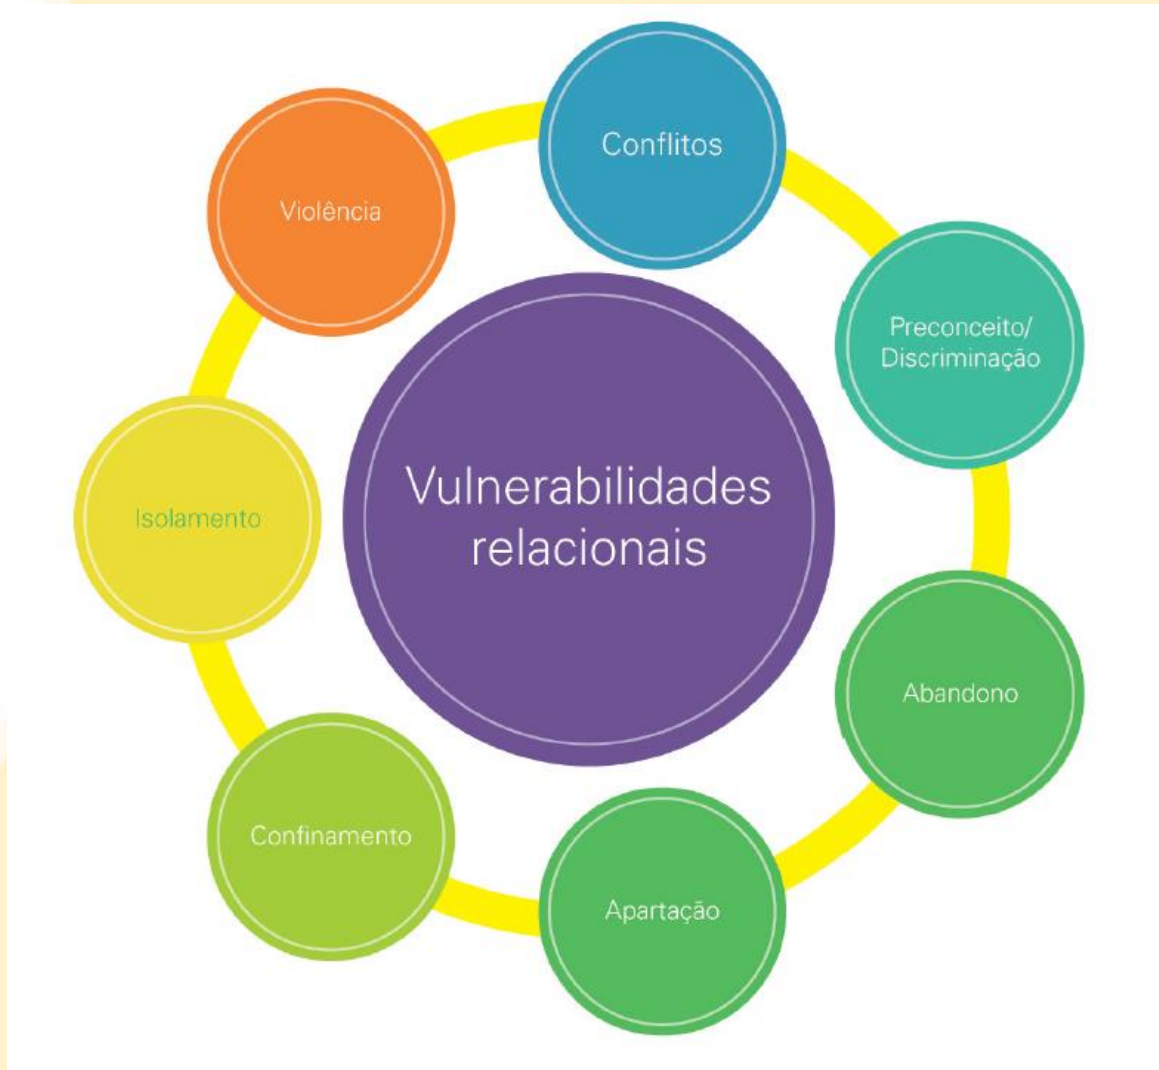 Conflitos
Violência
Preconceito/
Discriminação
Vulnerabilidades
relacionais
Isolamento
Abandono
Confinamento
Apartação